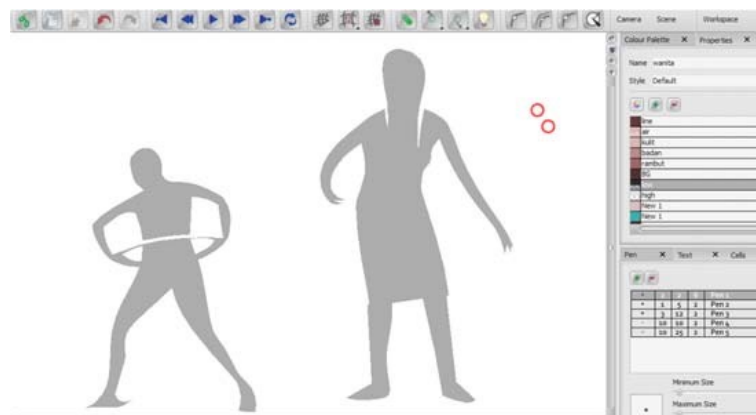 Camera Scene Workspace
Colour Palette X Properties X
Name wanita
Style Default
line
air
kulit
badan
rambut
BG
high
New 1
New 1
Pen X Text X Cells
1 5 2 Pen 2
3 12 2 Pen 3
10 10 2 Pen 4
10 25 2 Pen 5
Minimum Size
Maximum Size